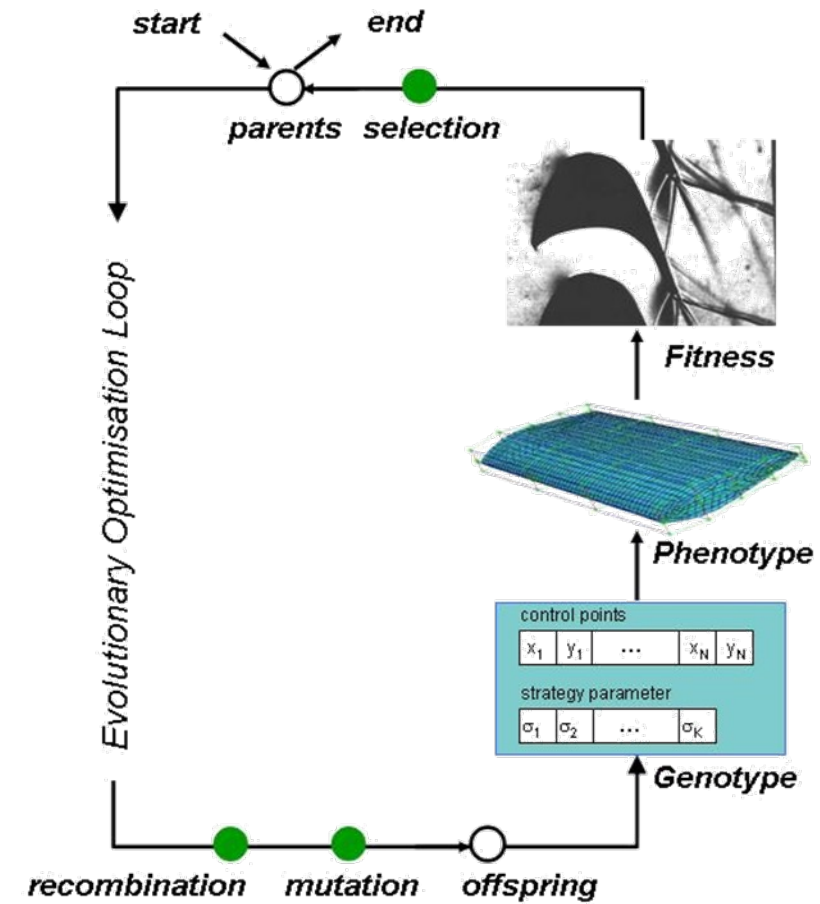 start
end
parents
selection
Fitness
Evolutionary Optimisation Loop
Phenotype
control points
x1 y1 ... xN yN
strategy parameter
σ1 σ2 ... σK
Genotype
recombination
mutation
offspring